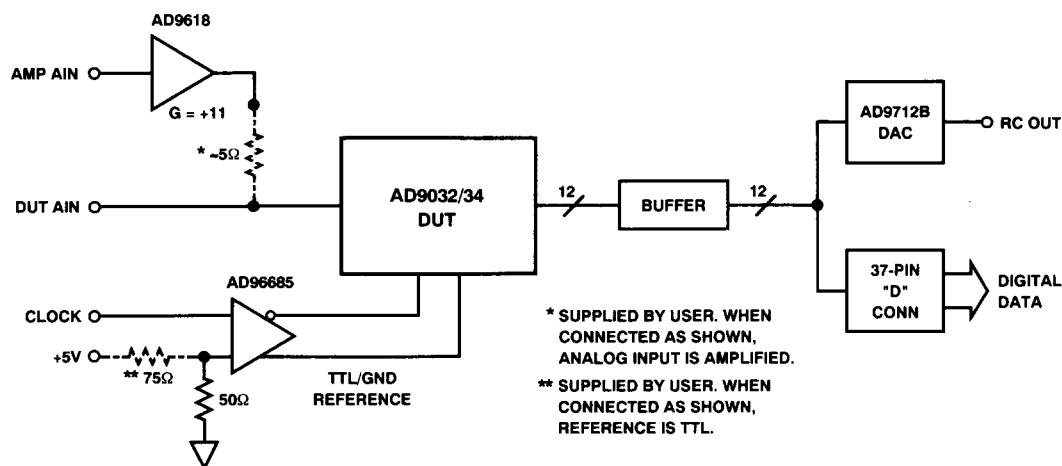 AD9618
AMP AIN
G = +11
* ~5Ω
DUT AIN
AD9032/34
DUT
12
BUFFER
12
AD9712B
DAC
RC OUT
37-PIN
"D"
CONN
DIGITAL
DATA
AD96685
CLOCK
+5V
** 75Ω
50Ω
TTL/GND
REFERENCE
* SUPPLIED BY USER. WHEN
CONNECTED AS SHOWN,
ANALOG INPUT IS AMPLIFIED.
** SUPPLIED BY USER. WHEN
CONNECTED AS SHOWN,
REFERENCE IS TTL.